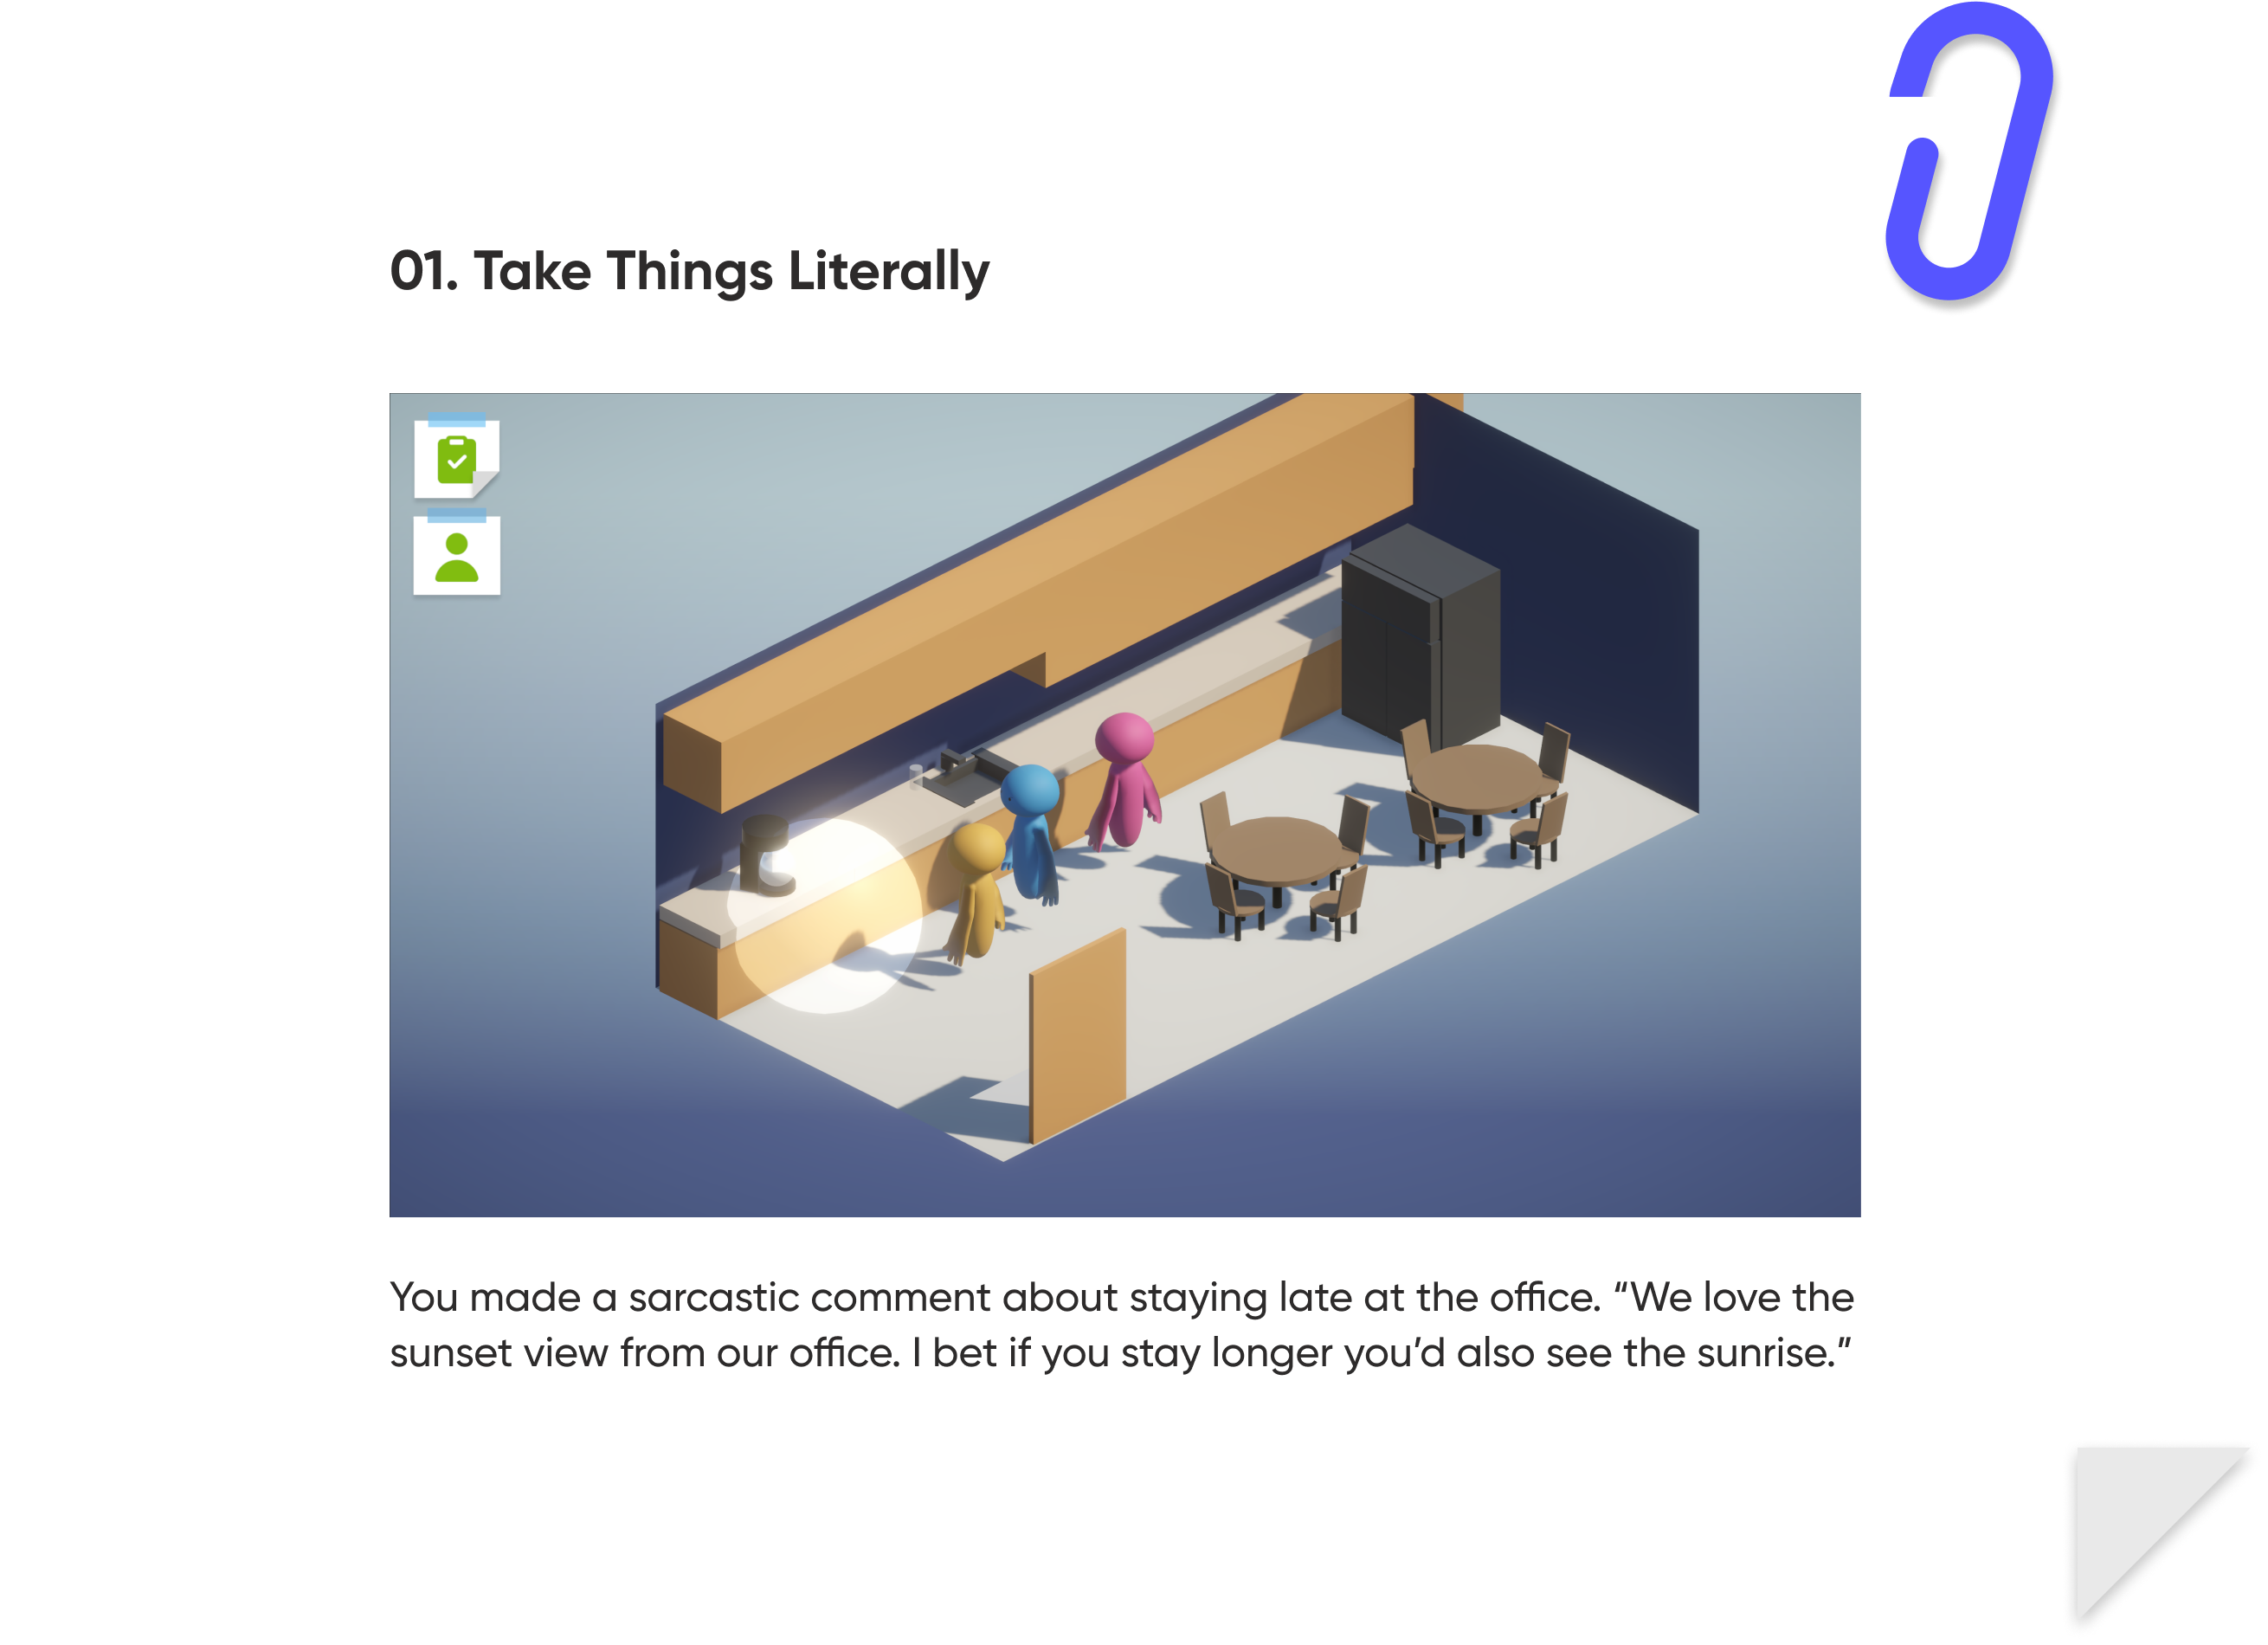 01. Take Things Literally
You made a sarcastic comment about staying late at the office. “We love the
sunset view from our office. I bet if you stay longer you’d also see the sunrise.”